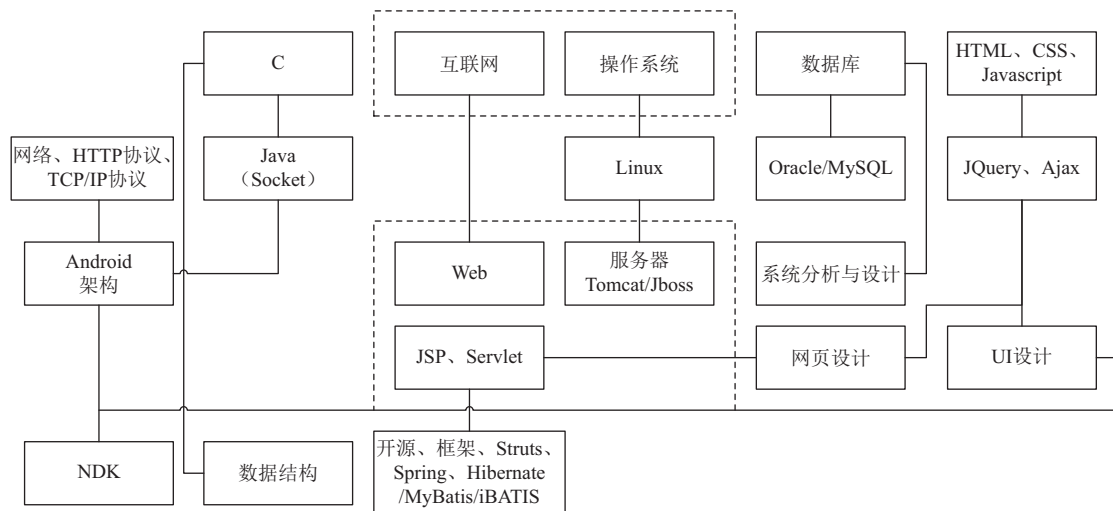 C
互联网
操作系统
数据库
HTML、CSS、
Javascript
网络、HTTP协议、
TCP/IP协议
Java
（Socket）
Linux
Oracle/MySQL
JQuery、Ajax
Android
架构
Web
服务器
Tomcat/Jboss
系统分析与设计
JSP、Servlet
网页设计
UI设计
NDK
数据结构
开源、框架、Struts、
Spring、Hibernate
/MyBatis/iBATIS